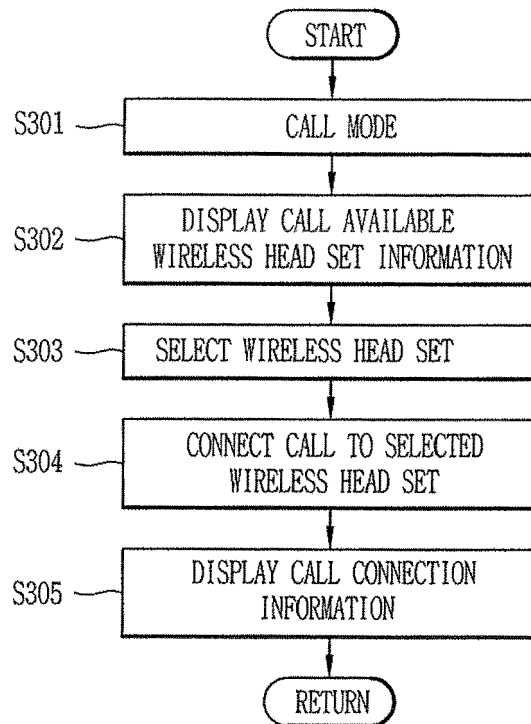 START
S301
CALL MODE
S302
DISPLAY CALL AVAILABLE
WIRELESS HEAD SET INFORMATION
S303
SELECT WIRELESS HEAD SET
S304
CONNECT CALL TO SELECTED
WIRELESS HEAD SET
S305
DISPLAY CALL CONNECTION
INFORMATION
RETURN